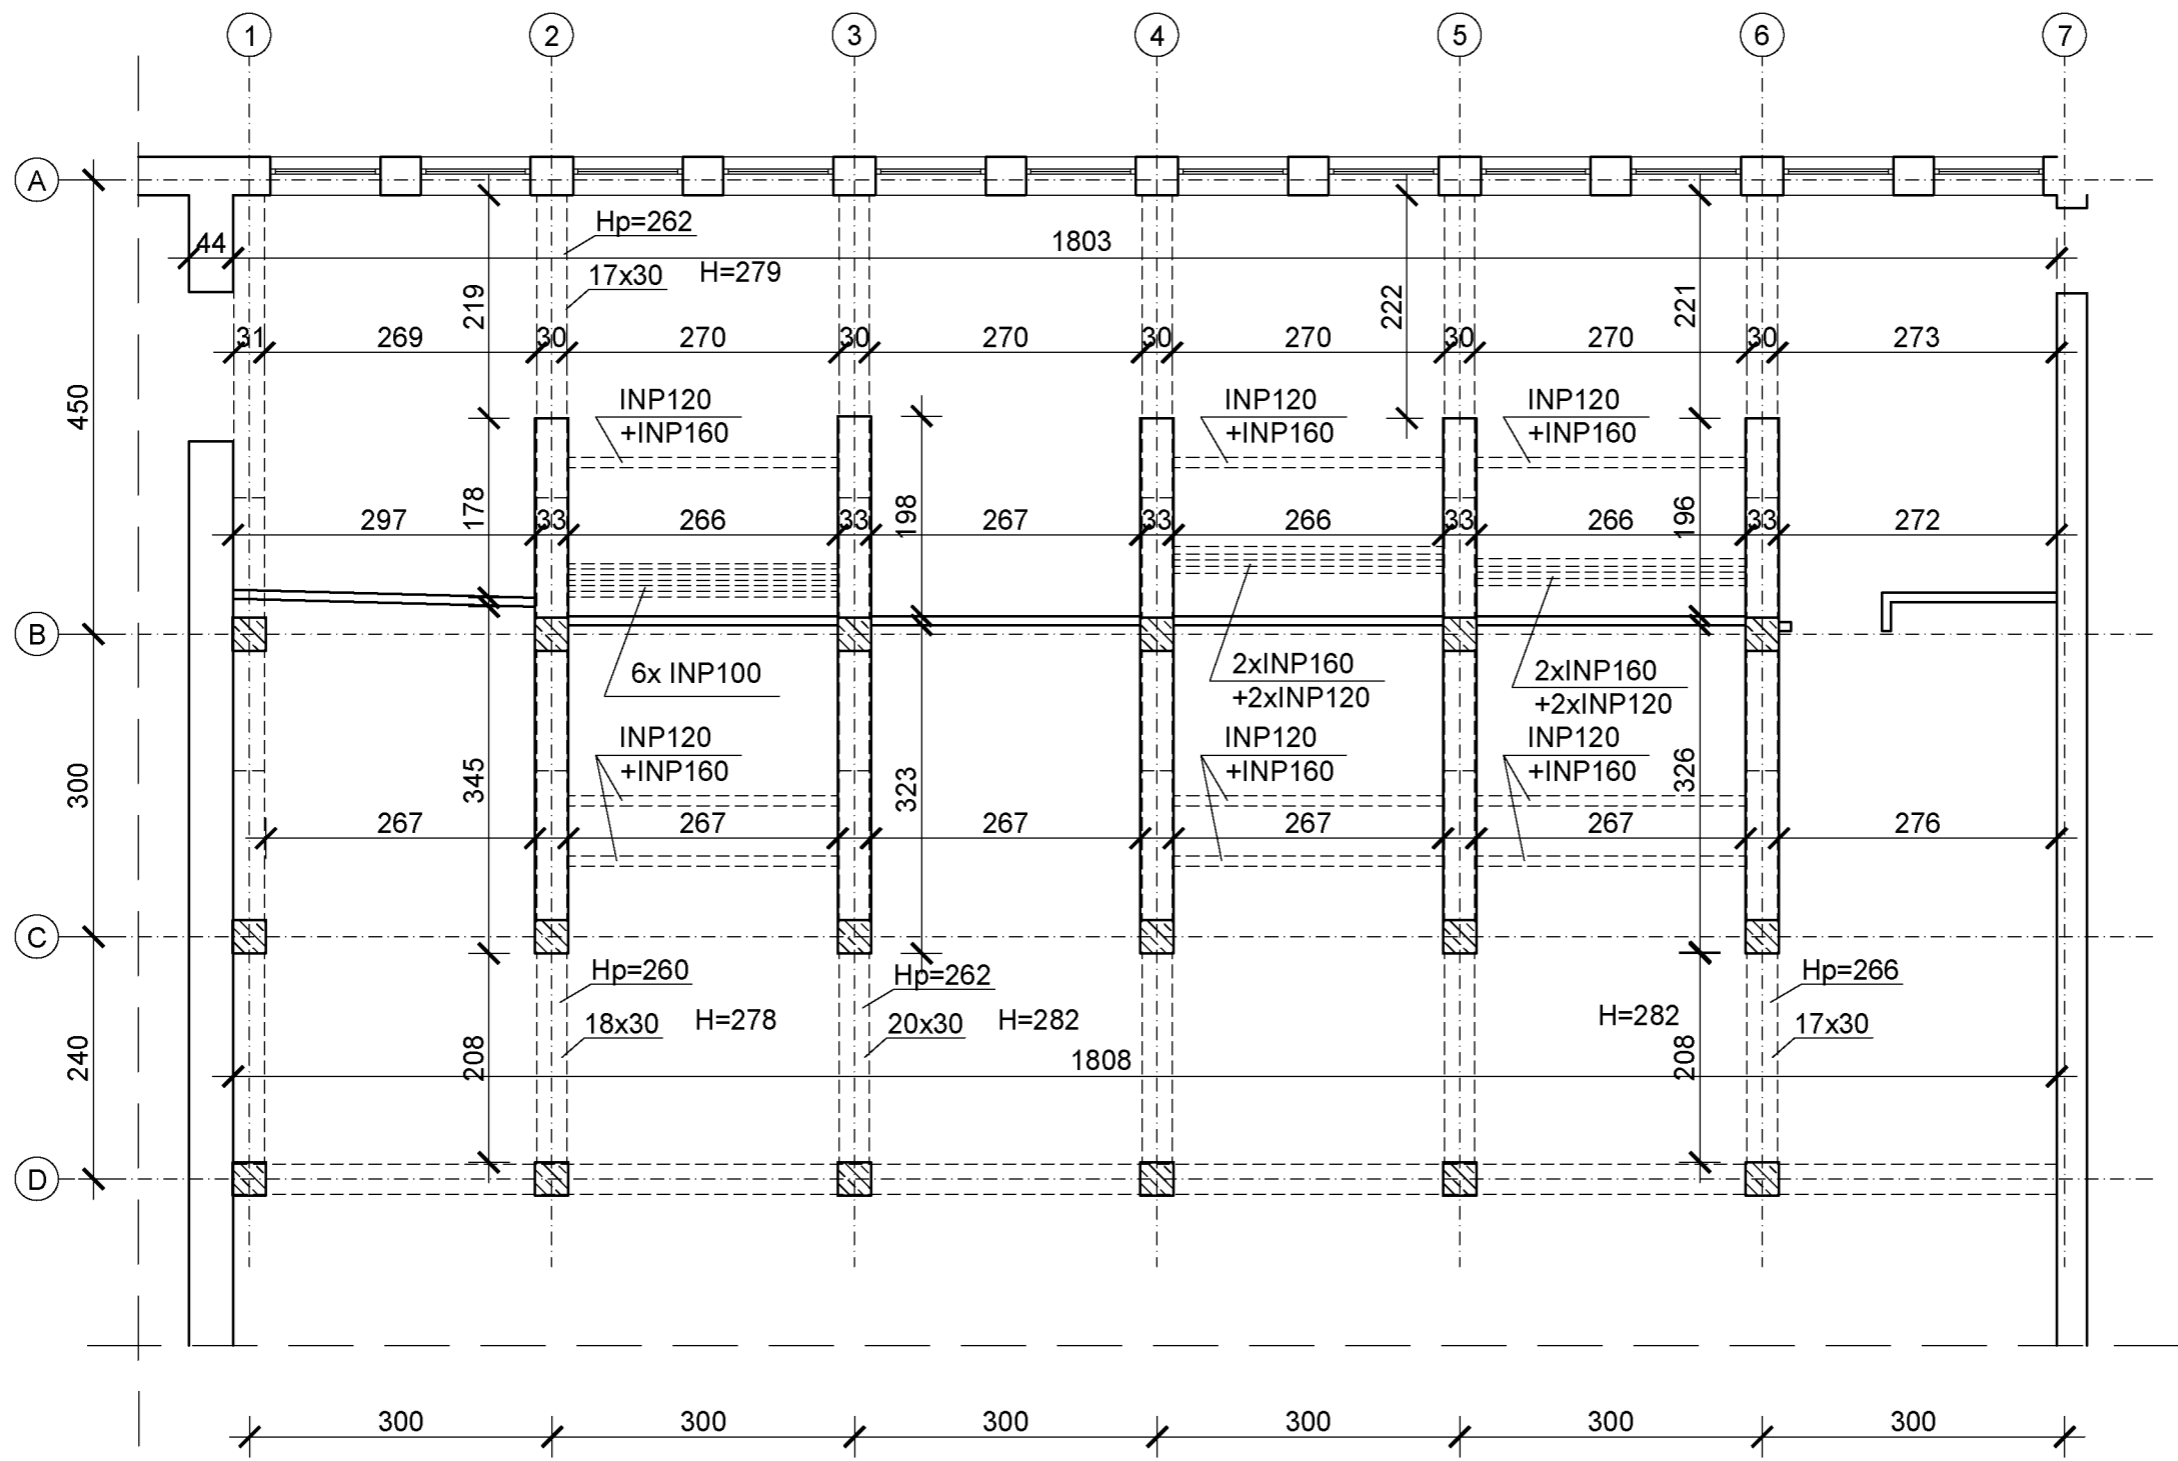 1 2 3 4 5 6 7
A
Hp=262
44 1803
17x30 H=279
219 222 221
31 269 30 270 30 270 30 270 30 270 30 273
450
INP120 INP120 INP120
+INP160 +INP160 +INP160
178 198 196
297 33 266 33 267 33 266 33 266 33 272
B
6x INP100 2xINP160 2xINP160
+2xINP120 +2xINP120
INP120 INP120 INP120
+INP160 +INP160 +INP160
300 345 323 326
267 267 267 267 267 276
C
Hp=260 Hp=262 Hp=266
18x30 H=278 20x30 H=282 H=282 17x30
240 208 1808 208
D
300 300 300 300 300 300